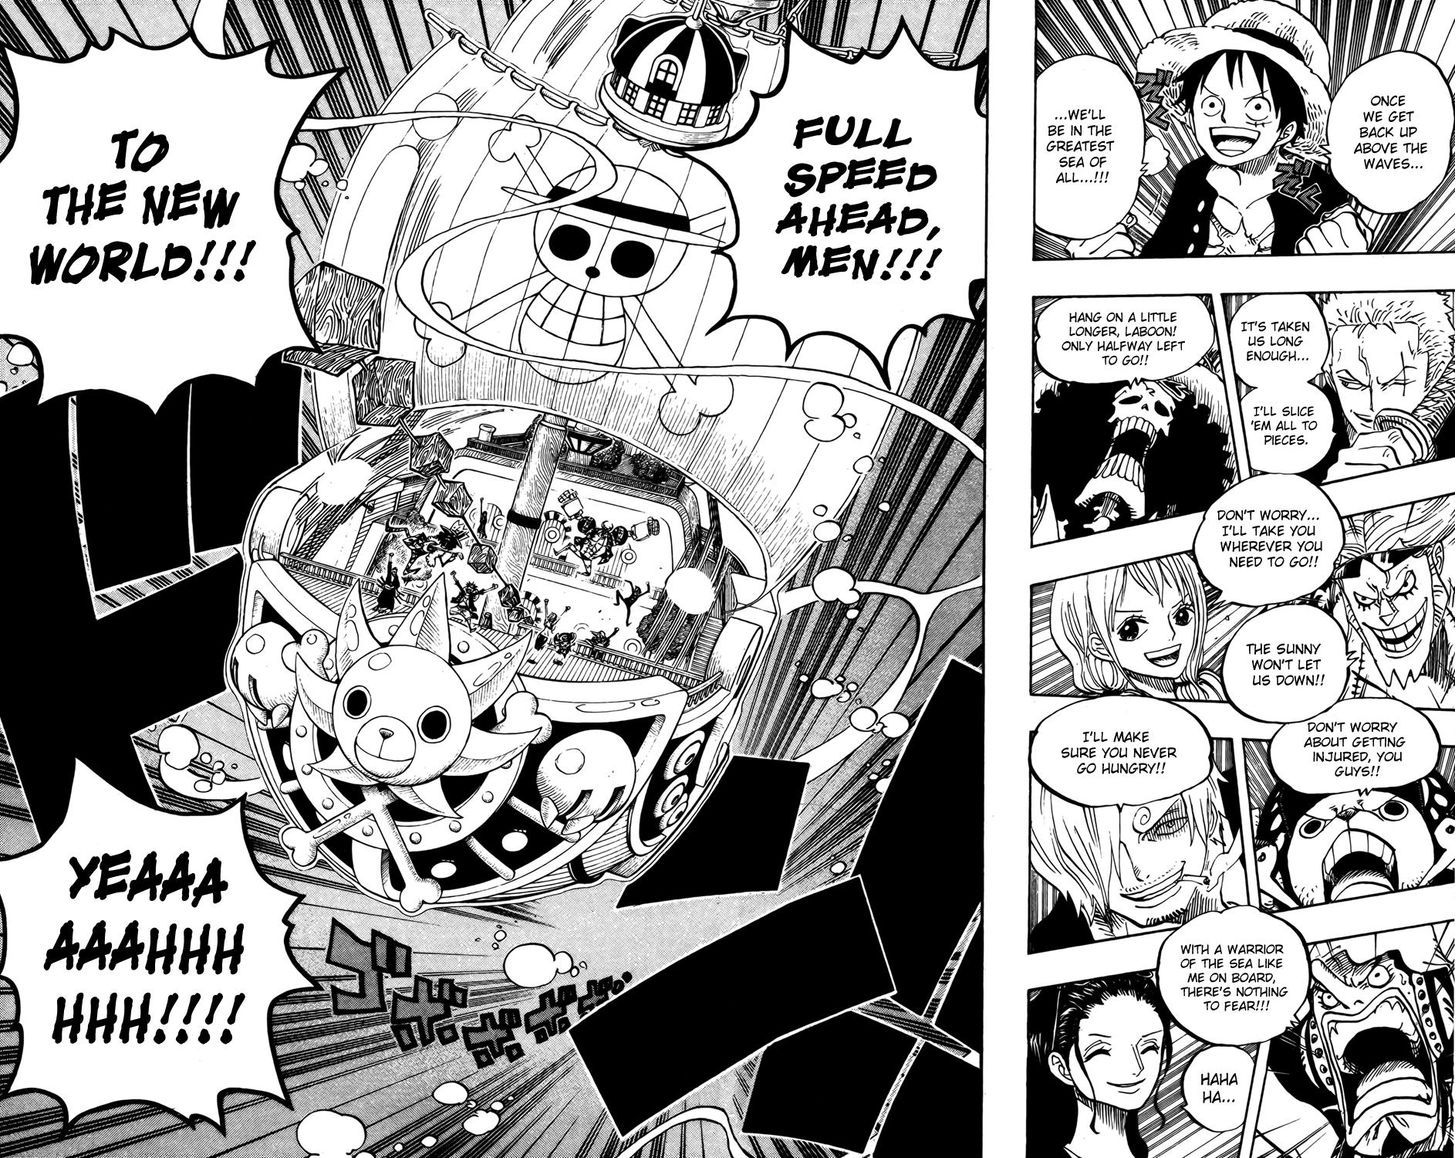 ONCE
WE GET
BACK UP
ABOVE THE
WAVES...
...WE'LL
BE IN THE
GREATEST
SEA OF
ALL...!!!
IT'S TAKEN
US LONG
ENOUGH...
I'LL SLICE
'EM ALL TO
PIECES.
HANG ON A LITTLE
LONGER, LABOON!
ONLY HALFWAY LEFT
TO GO!!
DON'T WORRY...
I'LL TAKE YOU
WHEREVER YOU
NEED TO GO!!
THE SUNNY
WON'T LET
US DOWN!!
DON'T WORRY
ABOUT GETTING
INJURED, YOU
GUYS!!
I'LL MAKE
SURE YOU NEVER
GO HUNGRY!!
WITH A WARRIOR
OF THE SEA LIKE
ME ON BOARD,
THERE'S NOTHING
TO FEAR!!!
HAHA
HA...
FULL
SPEED
AHEAD,
MEN!!!
TO
THE NEW
WORLD!!!
YEAAA
AAAHHH
HHH!!!!